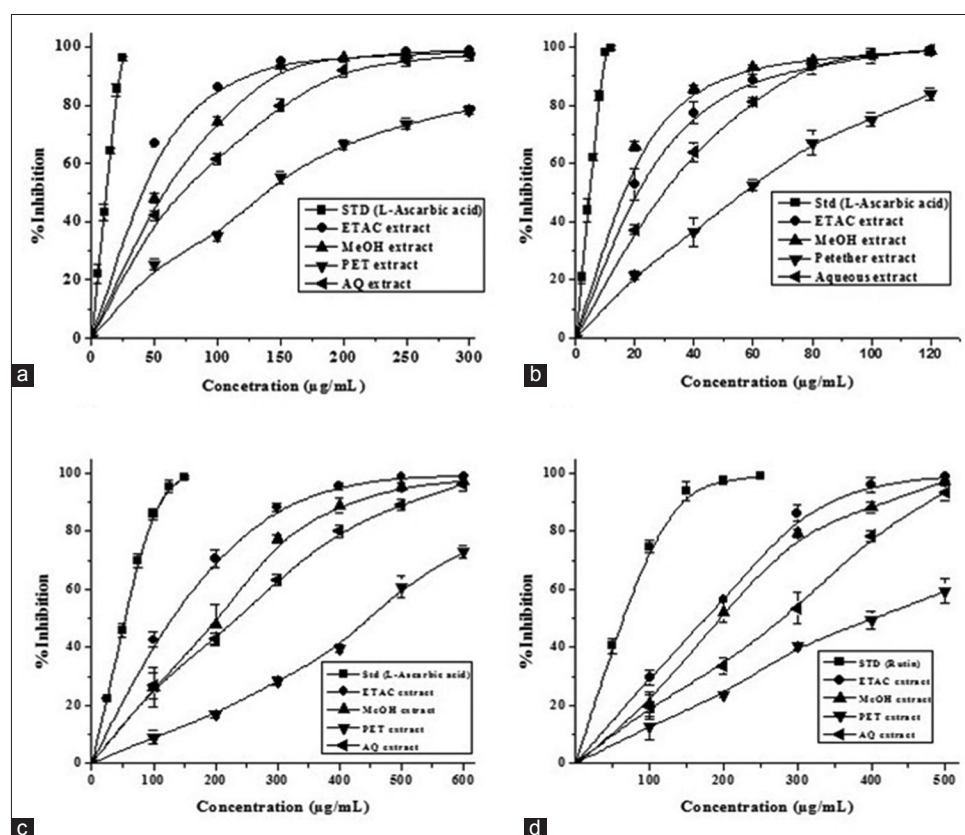 100
80
60
40
20
0
%Inhibition
STD (L-Ascarbic acid)
ETAC extract
MeOH extract
PET extract
AQ extract
0 50 100 150 200 250 300
Concetration (µg/mL)
a
100
80
60
40
20
0
%Inhibition
Std (L-Ascarbic acid)
ETAC extract
MeOH extract
Petether extract
Aqueous extract
0 20 40 60 80 100 120
Concentration (µg/mL)
b
100
80
60
40
20
0
%Inhibition
Std (L-Ascarbic acid)
ETAC extract
MeOH extract
PET extract
AQ extract
0 100 200 300 400 500 600
Concentration (µg/mL)
c
100
80
60
40
20
0
%Inhibition
STD (Rutin)
ETAC extract
MeOH extract
PET extract
AQ extract
100 200 300 400 500
Concentration (µg/mL)
d